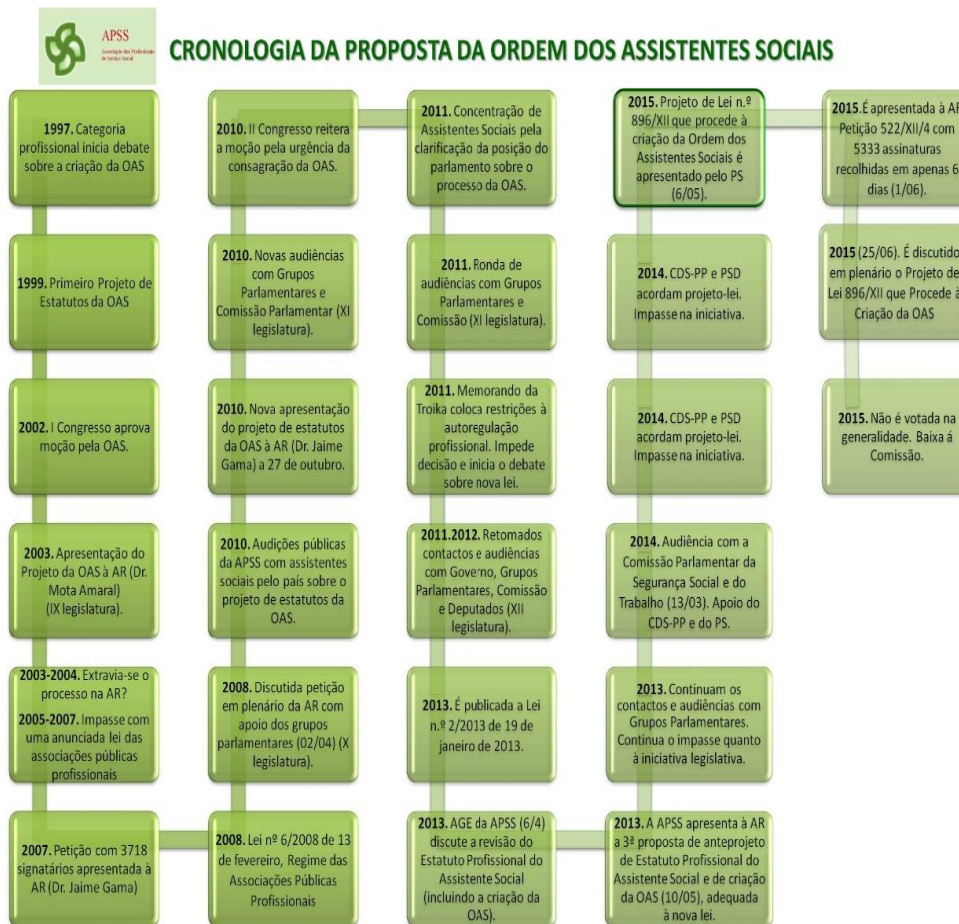 APSS
Associação dos Profissionais
de Serviço Social
CRONOLOGIA DA PROPOSTA DA ORDEM DOS ASSISTENTES SOCIAIS
1997. Categoria
profissional inicia debate
sobre a criação da OAS
1999. Primeiro Projeto de
Estatutos da OAS
2002. I Congresso aprova
moção pela OAS.
2003. Apresentação do
Projeto da OAS à AR (Dr.
Mota Amaral)
(IX legislatura).
2003-2004. Extravia-se o
processo na AR?
2005-2007. Impasse com
uma anunciada lei das
associações públicas
profissionais
2007. Petição com 3718
signatários apresentada à
AR (Dr. Jaime Gama)
2008. Lei nº 6/2008 de 13
de fevereiro, Regime das
Associações Públicas
Profissionais
2008. Discutida petição
em plenário da AR com
apoio dos grupos
parlamentares (02/04) (X
legislatura).
2010. Audições públicas
da APSS com assistentes
sociais pelo país sobre o
projeto de estatutos da
OAS.
2010. Nova apresentação
do projeto de estatutos
da OAS à AR (Dr. Jaime
Gama) a 27 de outubro.
2010. Novas audiências
com Grupos
Parlamentares e
Comissão Parlamentar (XI
legislatura).
2010. II Congresso reitera
a moção pela urgência da
consagração da OAS.
2011. Concentração de
Assistentes Sociais pela
clarificação da posição do
parlamento sobre o
processo da OAS.
2011. Ronda de
audiências com Grupos
Parlamentares e
Comissão (XI legislatura).
2011. Memorando da
Troika coloca restrições à
autoregulação
profissional. Impede
decisão e inicia o debate
sobre nova lei.
2011.2012. Retomados
contactos e audiências
com Governo, Grupos
Parlamentares, Comissão
e Deputados (XII
legislatura).
2013. É publicada a Lei
n.º 2/2013 de 19 de
janeiro de 2013.
2013. AGE da APSS (6/4)
discute a revisão do
Estatuto Profissional do
Assistente Social
(incluindo a criação da
OAS).
2013. A APSS apresenta à AR
a 3ª proposta de anteprojeto
de Estatuto Profissional do
Assistente Social e de criação
da OAS (10/05), adequada
à nova lei.
2013. Continuam os
contactos e audiências com
Grupos Parlamentares.
Continua o impasse quanto
à iniciativa legislativa.
2014. Audiência com a
Comissão Parlamentar da
Segurança Social e do
Trabalho (13/03). Apoio do
CDS-PP e do PS.
2014. CDS-PP e PSD
acordam projeto-lei.
Impasse na iniciativa.
2014. CDS-PP e PSD
acordam projeto-lei.
Impasse na iniciativa.
2015. Projeto de Lei n.º
896/XII que procede à
criação da Ordem dos
Assistentes Sociais é
apresentado pelo PS
(6/05).
2015.É apresentada à AR
Petição 522/XII/4 com
5333 assinaturas
recolhidas em apenas 6
dias (1/06).
2015 (25/06). É discutido
em plenário o Projeto de
Lei 896/XII que Procede à
Criação da OAS
2015. Não é votada na
generalidade. Baixa á
Comissão.